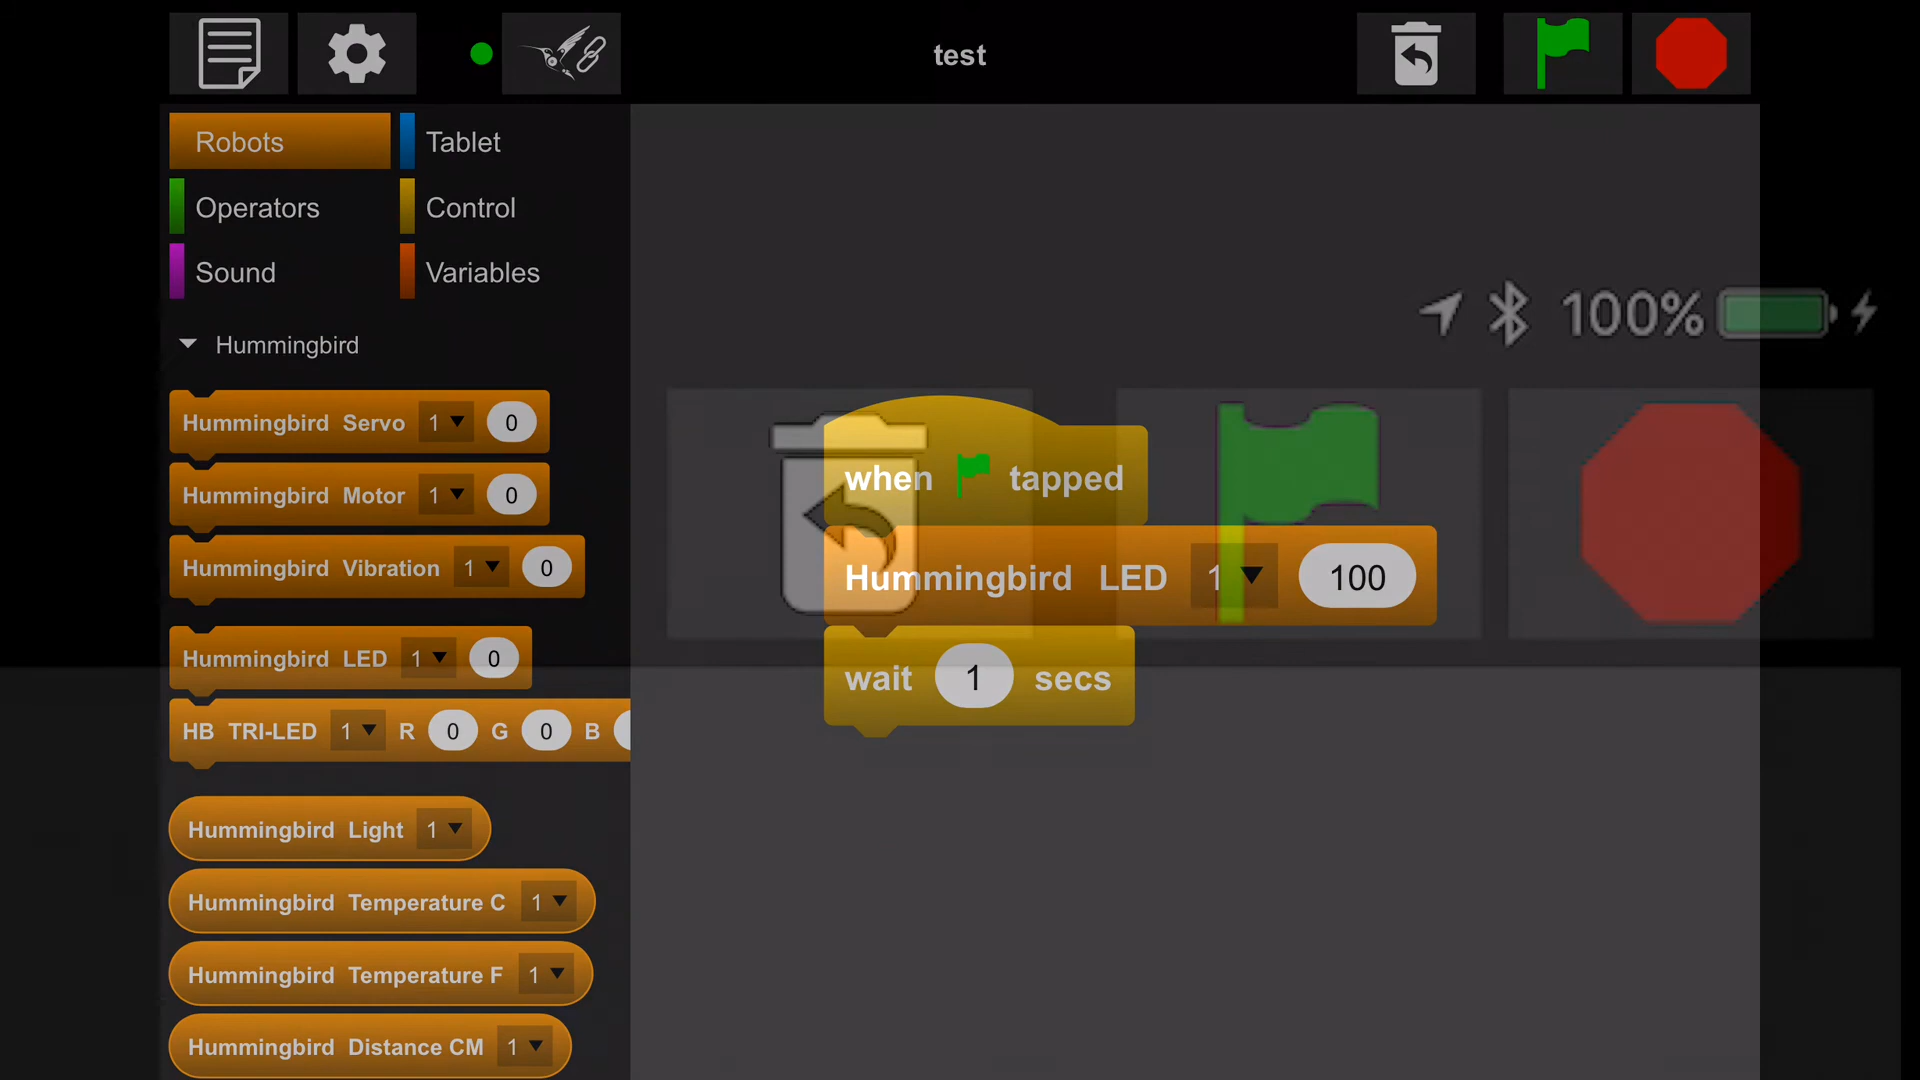 test
Robots
Tablet
Operators
Control
Sound
Variables
Hummingbird
100%
Hummingbird Servo 1 0
Hummingbird Motor 1 0
Hummingbird Vibration 1 0
Hummingbird LED 1 0
HB TRI-LED 1 R 0 G 0 B
Hummingbird Light 1
Hummingbird Temperature C 1
Hummingbird Temperature F 1
Hummingbird Distance CM 1
when tapped
Hummingbird LED 1 100
wait 1 secs